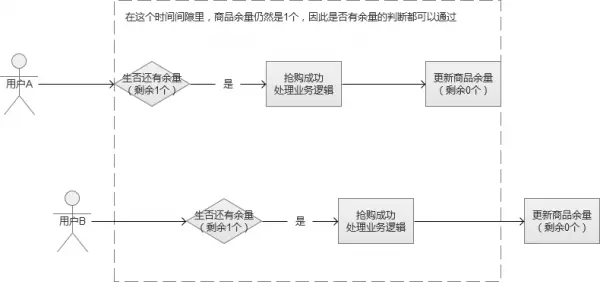 在这个时间间隙里，商品余量仍然是1个，因此是否有余量的判断都可以通过
用户A
生否还有余量
（剩余1个）
是
抢购成功
处理业务逻辑
更新商品余量
（剩余0个）
用户B
生否还有余量
（剩余1个）
是
抢购成功
处理业务逻辑
更新商品余量
（剩余0个）